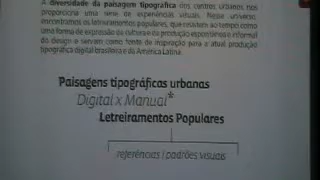 A diversidade da paisagem tipográfica dos centros urbanos nos
proporciona uma série de experiências visuais. Nesse universo,
encontramos os letreiramentos populares, que resistem ao tempo como
uma forma de expressão da cultura e da produção espontânea e informal
do design e servem como fonte de inspiração para a atual produção
tipográfica digital brasileira e da América Latina.
Paisagens tipográficas urbanas
Digital x Manual*
Letreiramentos Populares
referências | padrões visuais